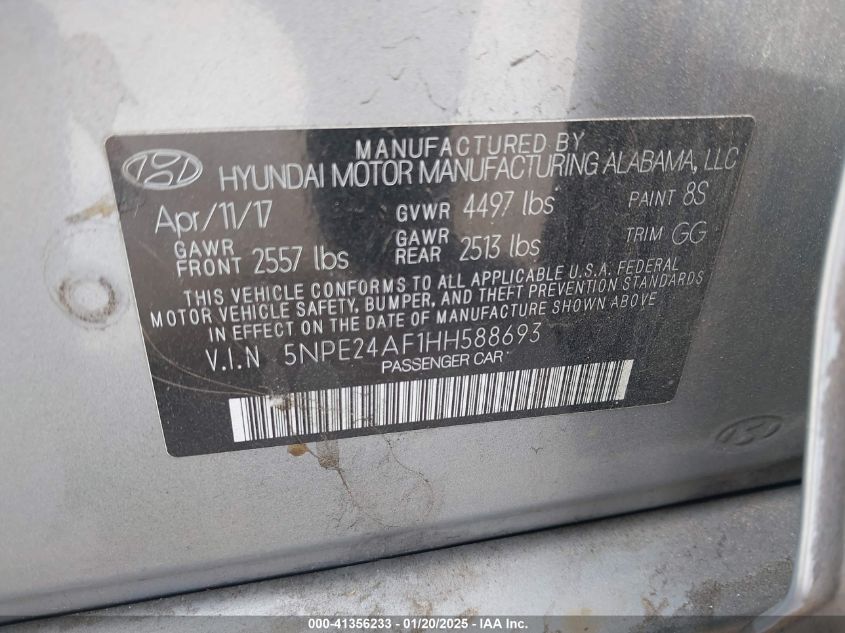 MANUFACTURED BY
HYUNDAI MOTOR MANUFACTURING ALABAMA, LLC
Apr/11/17 GVWR 4497 lbs PAINT 8S
GAWR FRONT 2557 lbs GAWR REAR 2513 lbs TRIM GG
THIS VEHICLE CONFORMS TO ALL APPLICABLE U.S.A. FEDERAL
MOTOR VEHICLE SAFETY, BUMPER, AND THEFT PREVENTION STANDARDS
IN EFFECT ON THE DATE OF MANUFACTURE SHOWN ABOVE
V.I.N 5NPE24AF1HH588693
PASSENGER CAR
000-41356233 - 01/20/2025 - IAA Inc.